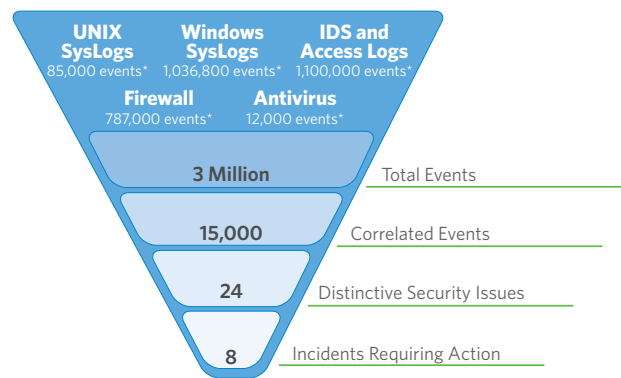 UNIX Windows IDS and
SysLogs SysLogs Access Logs
85,000 events* 1,036,800 events* 1,100,000 events*
Firewall Antivirus
787,000 events* 12,000 events*
3 Million Total Events
15,000 Correlated Events
24 Distinctive Security Issues
8 Incidents Requiring Action